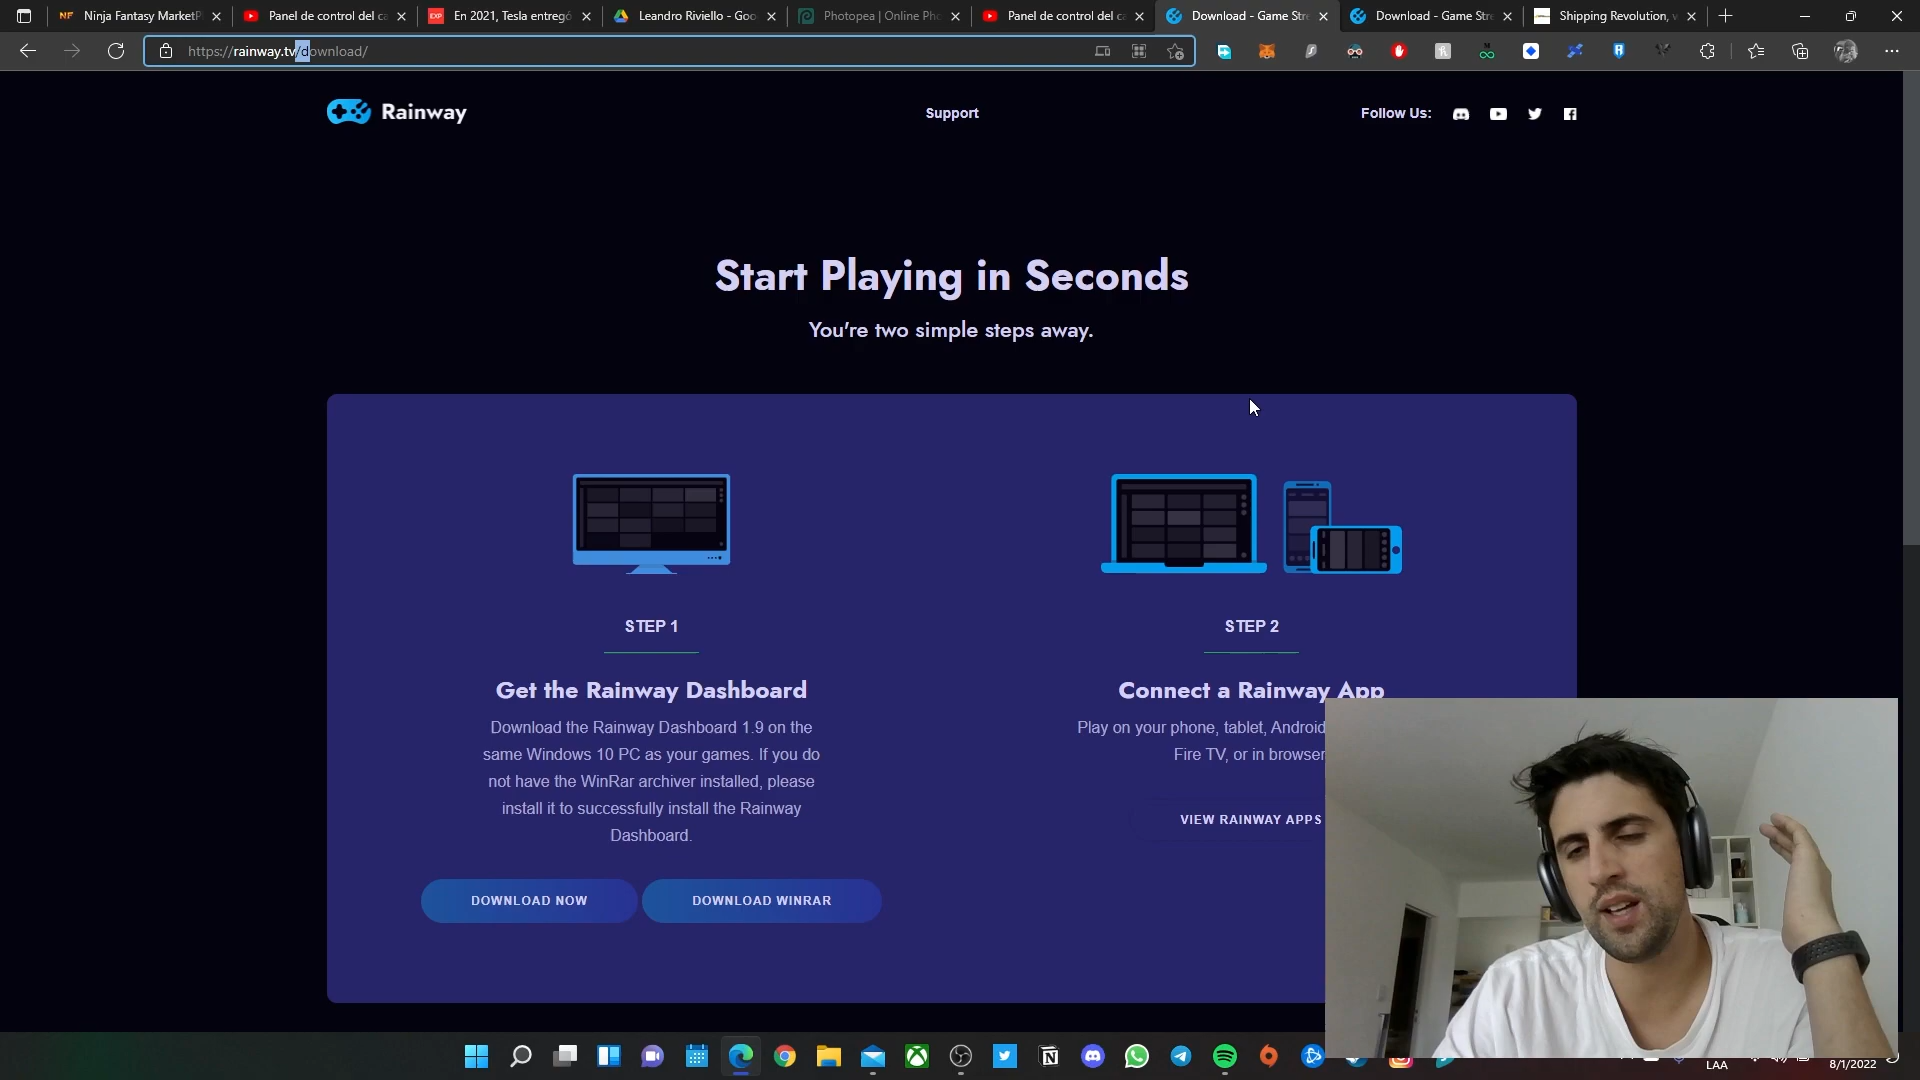 Ninja Fantasy MarketP
Panel de control del ca
En 2021, Tesla entregó
Leandro Riviello - Goo
Photopea | Online Pho
Panel de control del ca
Download - Game Stre
Download - Game Stre
Shipping Revolution, w
https://rainway.tv/download/
Rainway
Support
Follow Us:
Start Playing in Seconds
You're two simple steps away.
STEP 1
Get the Rainway Dashboard
Download the Rainway Dashboard 1.9 on the
same Windows 10 PC as your games. If you do
not have the WinRar archiver installed, please
install it to successfully install the Rainway
Dashboard.
DOWNLOAD NOW
DOWNLOAD WINRAR
STEP 2
Connect a Rainway App
Play on your phone, tablet, Android
Fire TV, or in browser
VIEW RAINWAY APPS
LAA
8/1/2022